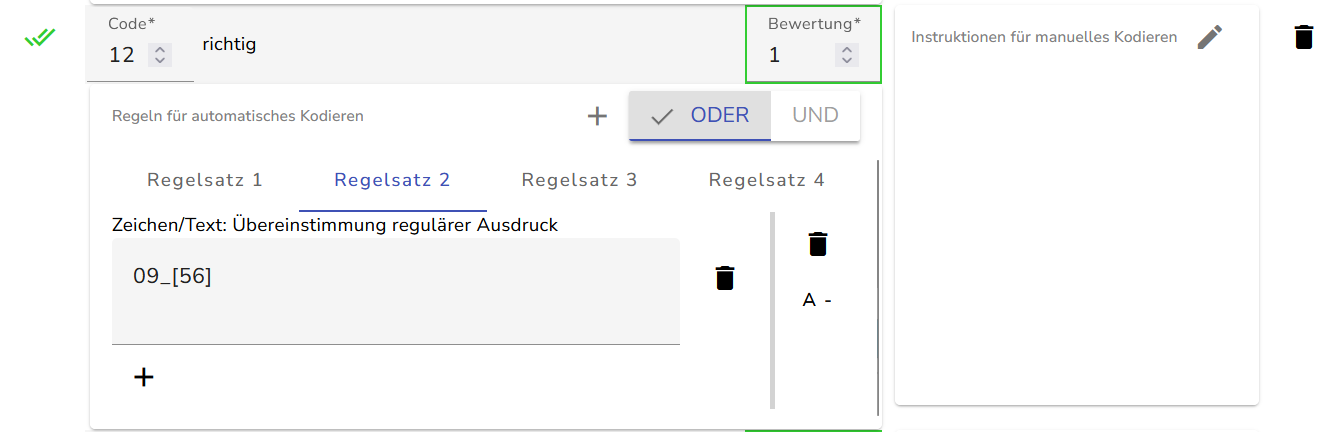 Code*
12
richtig
Bewertung*
1
Instruktionen für manuelles Kodieren
Regeln für automatisches Kodieren
ODER
UND
Regelsatz 1
Regelsatz 2
Regelsatz 3
Regelsatz 4
Zeichen/Text: Übereinstimmung regulärer Ausdruck
09_[56]
A -